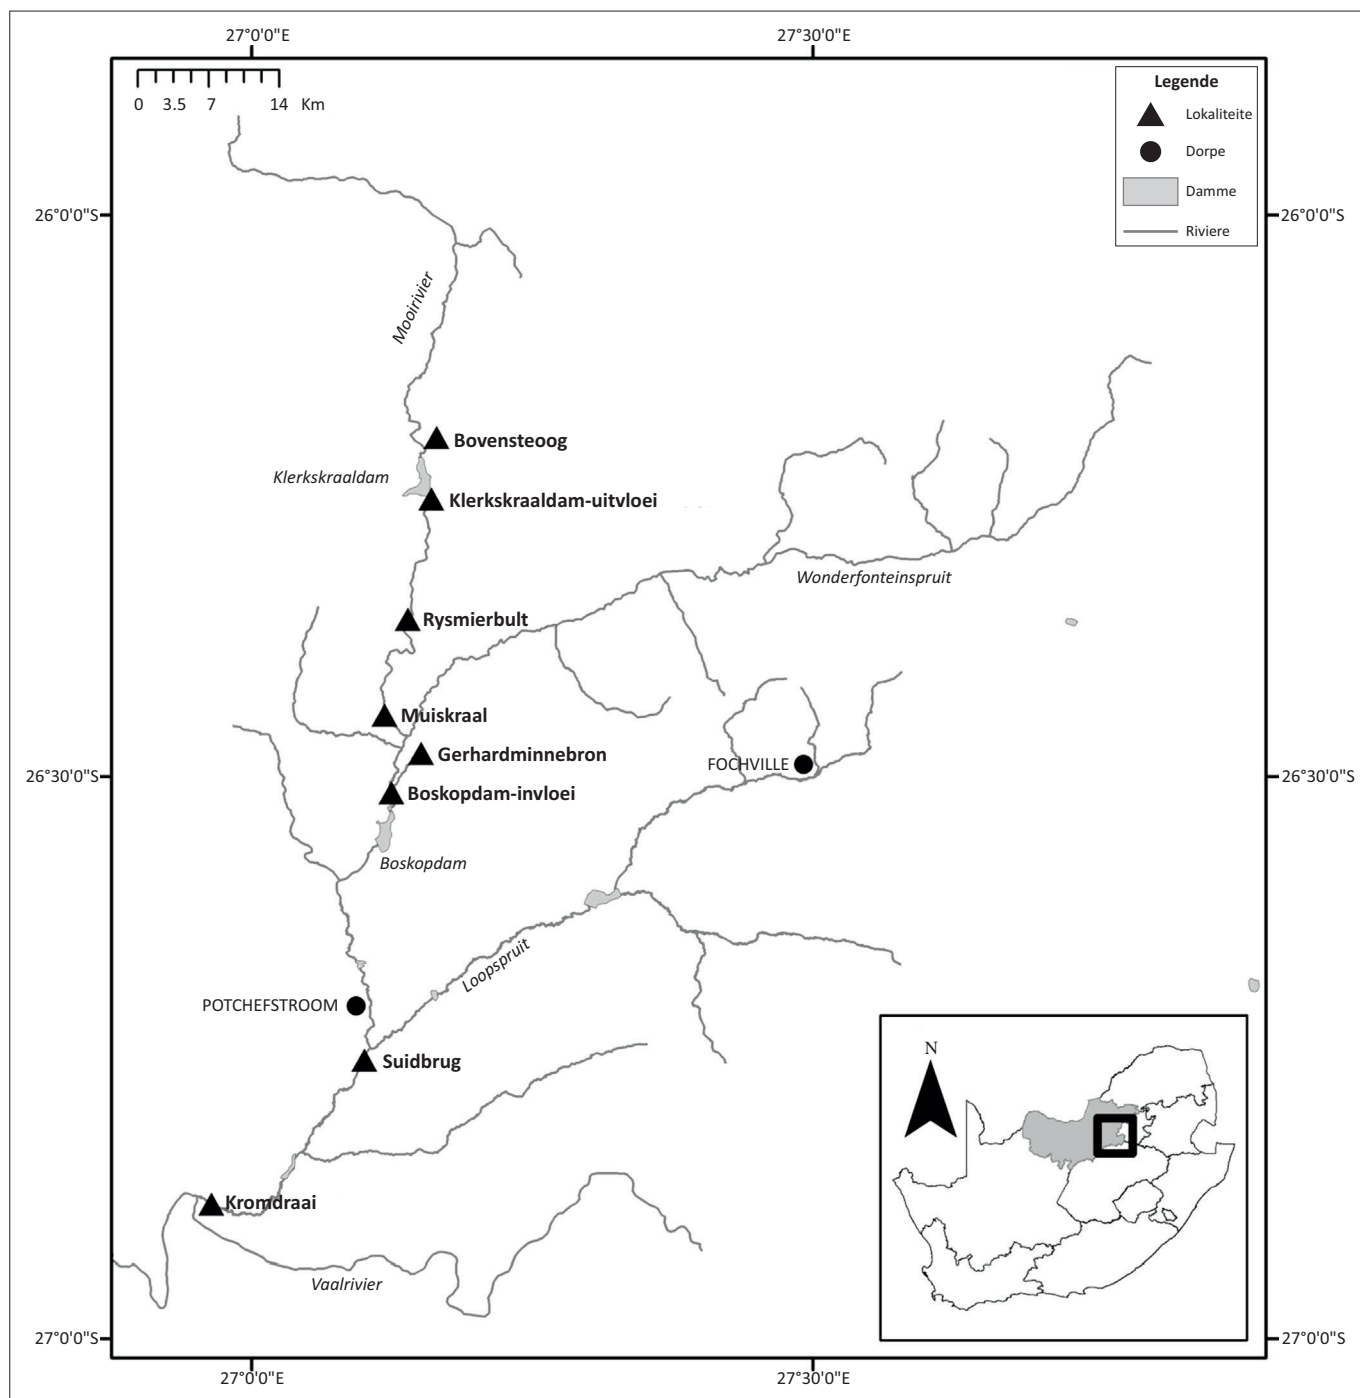 27°0'0"E
27°30'0"E
0 3.5 7 14 Km
Legende
Lokaliteite
Dorpe
Damme
Riviere
26°0'0"S
26°0'0"S
Mooirivier
Bovensteoog
Klerkskraaldam
Klerkskraaldam-uitvloei
Wonderfonteinspruit
Rysmierbult
Muiskraal
Gerhardminnebron
FOCHVILLE
26°30'0"S
26°30'0"S
Boskopdam-invloei
Boskopdam
Loopspruit
POTCHEFSTROOM
Suidbrug
N
Kromdraai
Vaalrivier
27°0'0"S
27°0'0"S
27°0'0"E
27°30'0"E